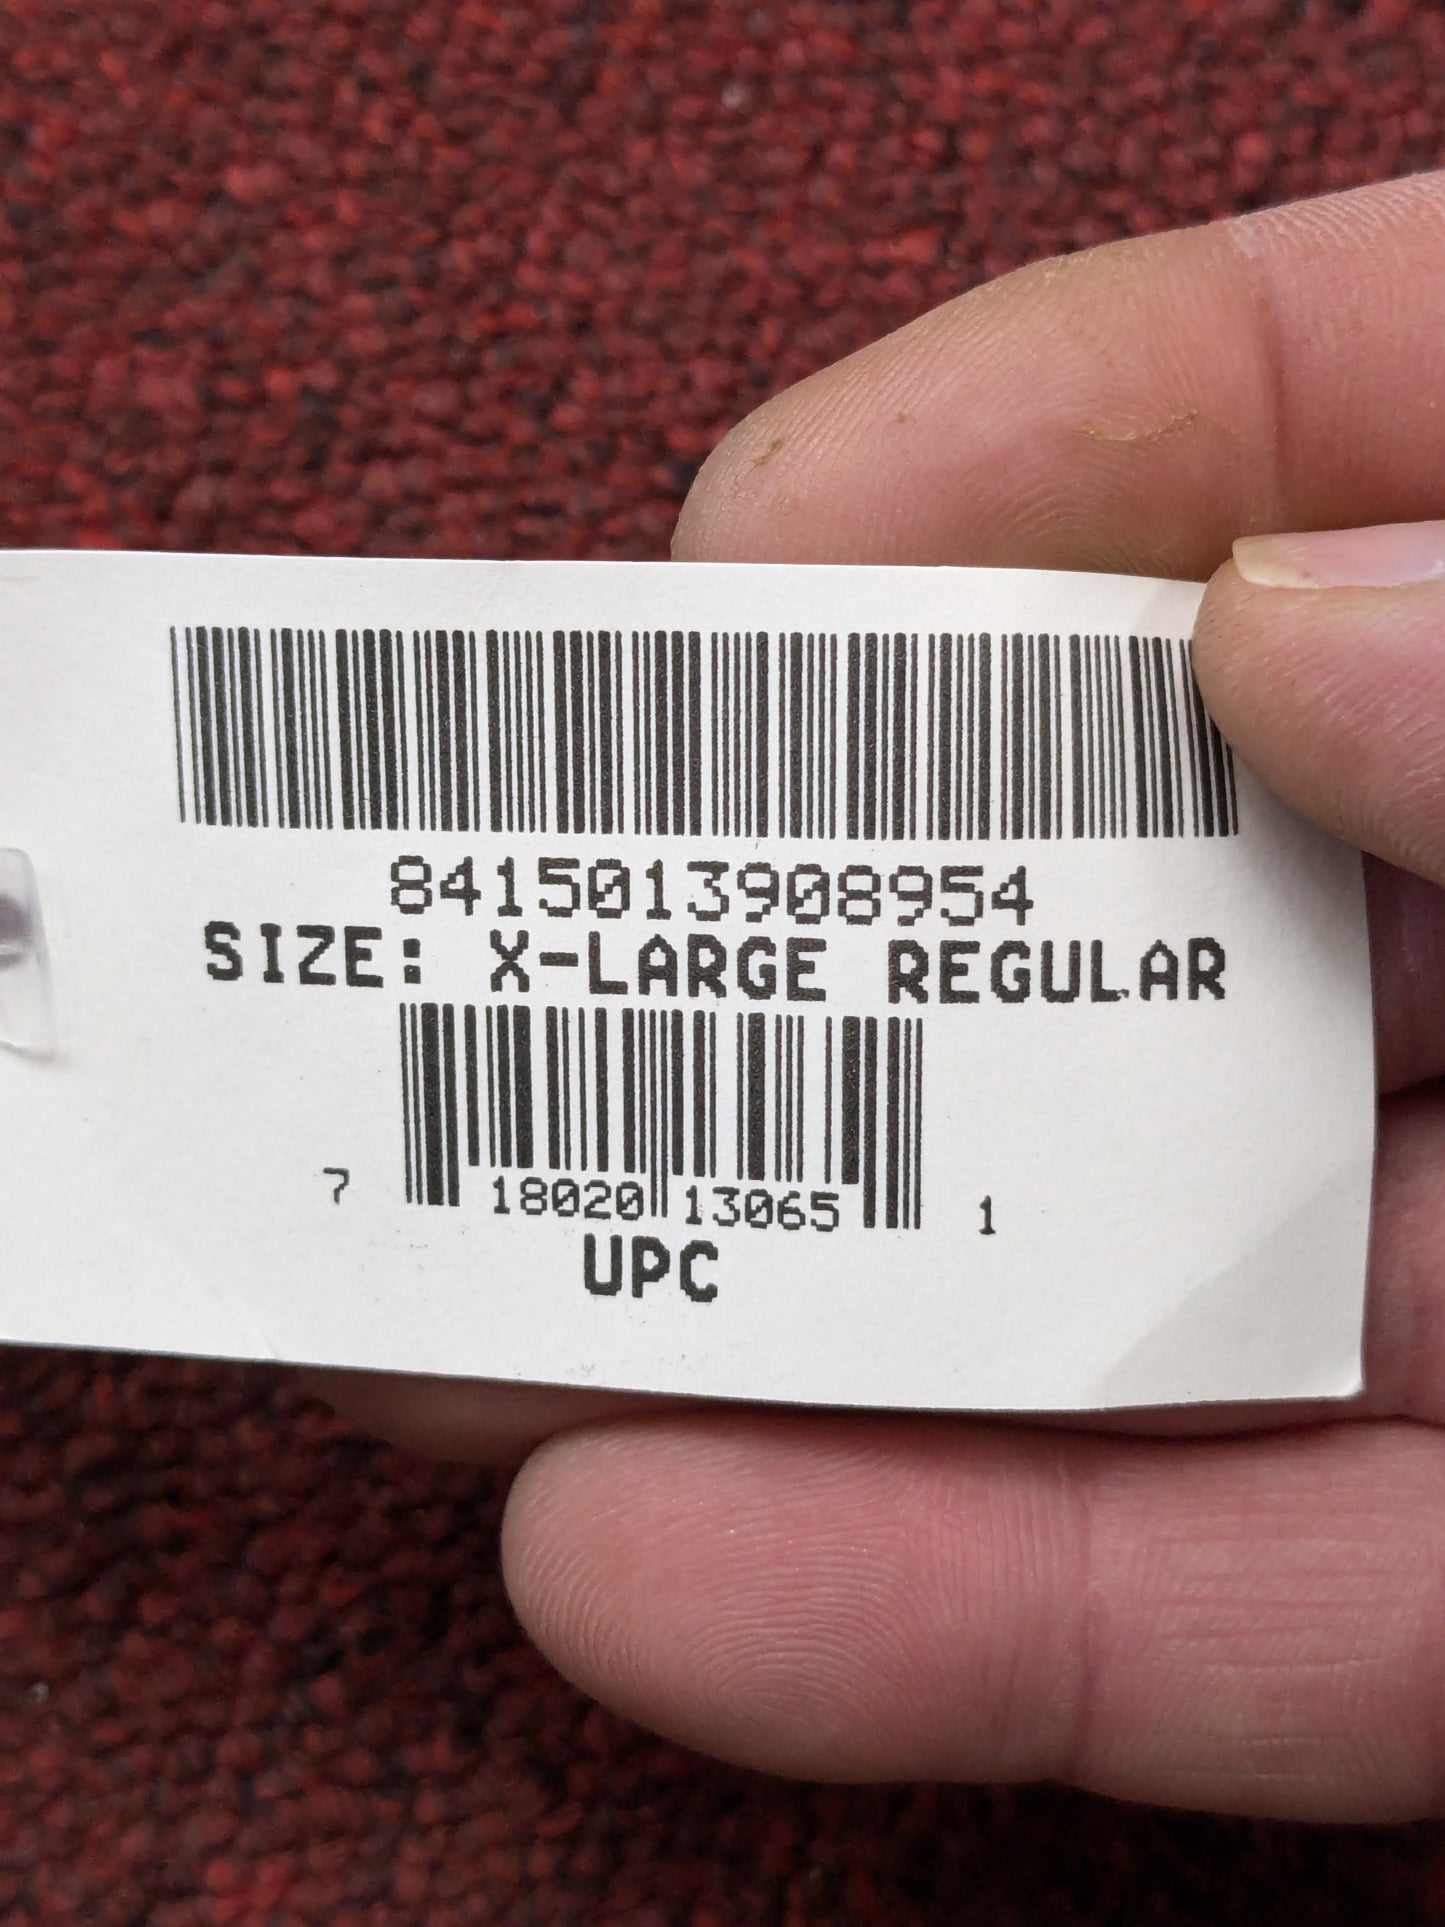 8415013908954
SIZE: X-LARGE REGULAR
7 18020 13065 1
UPC